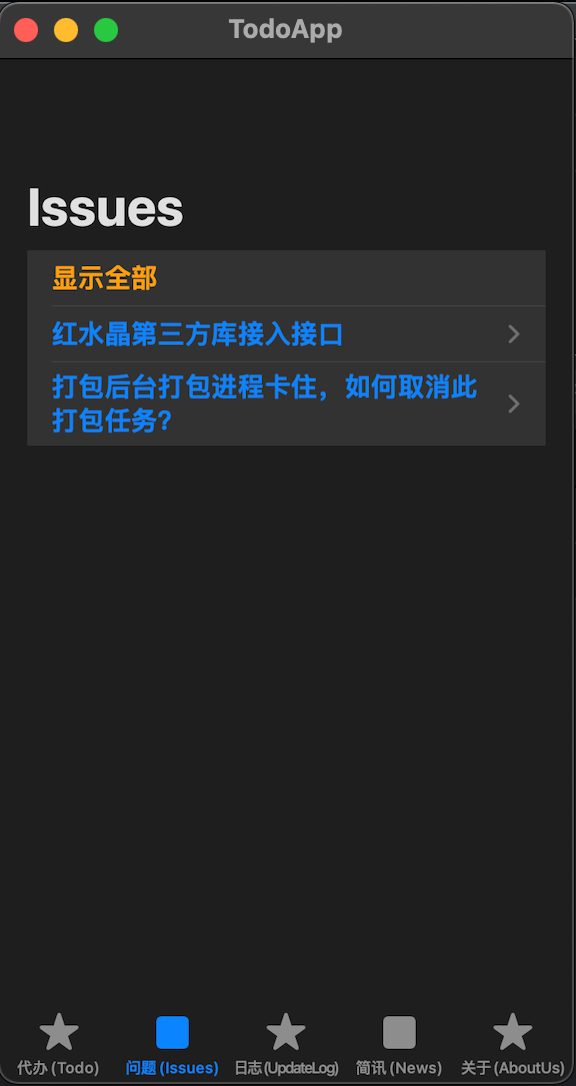 TodoApp
Issues
显示全部
红水晶第三方库接入接口
打包后台打包进程卡住，如何取消此
打包任务？
代办 (Todo)
问题 (Issues)
日志 (UpdateLog)
简讯 (News)
关于 (AboutUs)